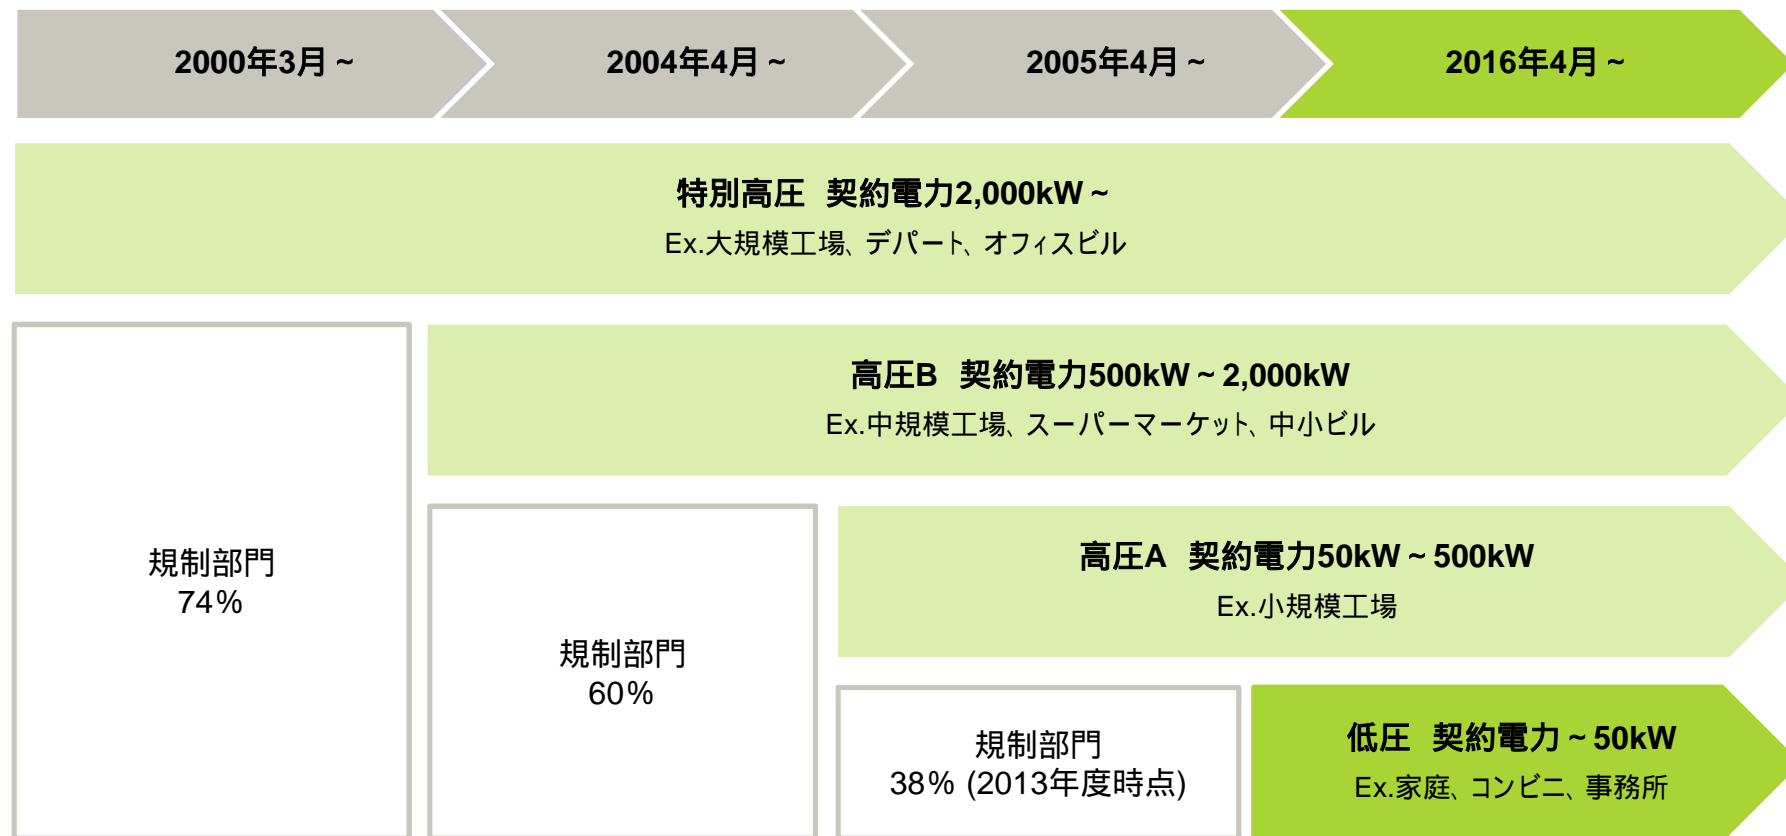 2000年3月～
2004年4月～
2005年4月～
2016年4月～
特別高圧　契約電力2,000kW～
Ex.大規模工場、デパート、オフィスビル
高圧B　契約電力500kW～2,000kW
Ex.中規模工場、スーパーマーケット、中小ビル
規制部門
74％
高圧A　契約電力50kW～500kW
Ex.小規模工場
規制部門
60％
規制部門
38％ (2013年度時点)
低圧　契約電力～50kW
Ex.家庭、コンビニ、事務所